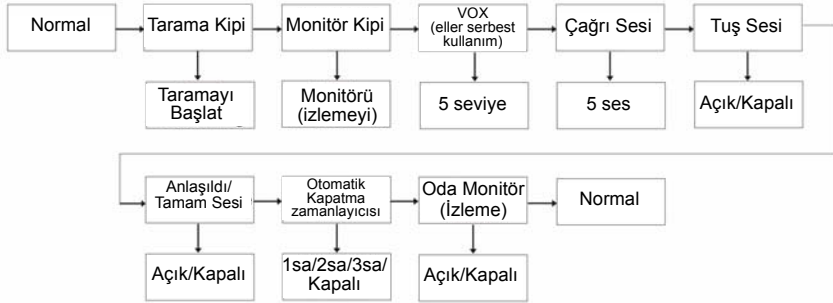 Normal
Tarama Kipi
Monitör Kipi
VOX
(eller serbest
kullanım)
Çağrı Sesi
Tuş Sesi
Taramayı
Başlat
Monitörü
(izlemeyi)
5 seviye
5 ses
Açık/Kapalı
Anlaşıldı/
Tamam Sesi
Otomatik
Kapatma
zamanlayıcısı
Oda Monitör
(İzleme)
Normal
Açık/Kapalı
1sa/2sa/3sa/
Kapalı
Açık/Kapalı